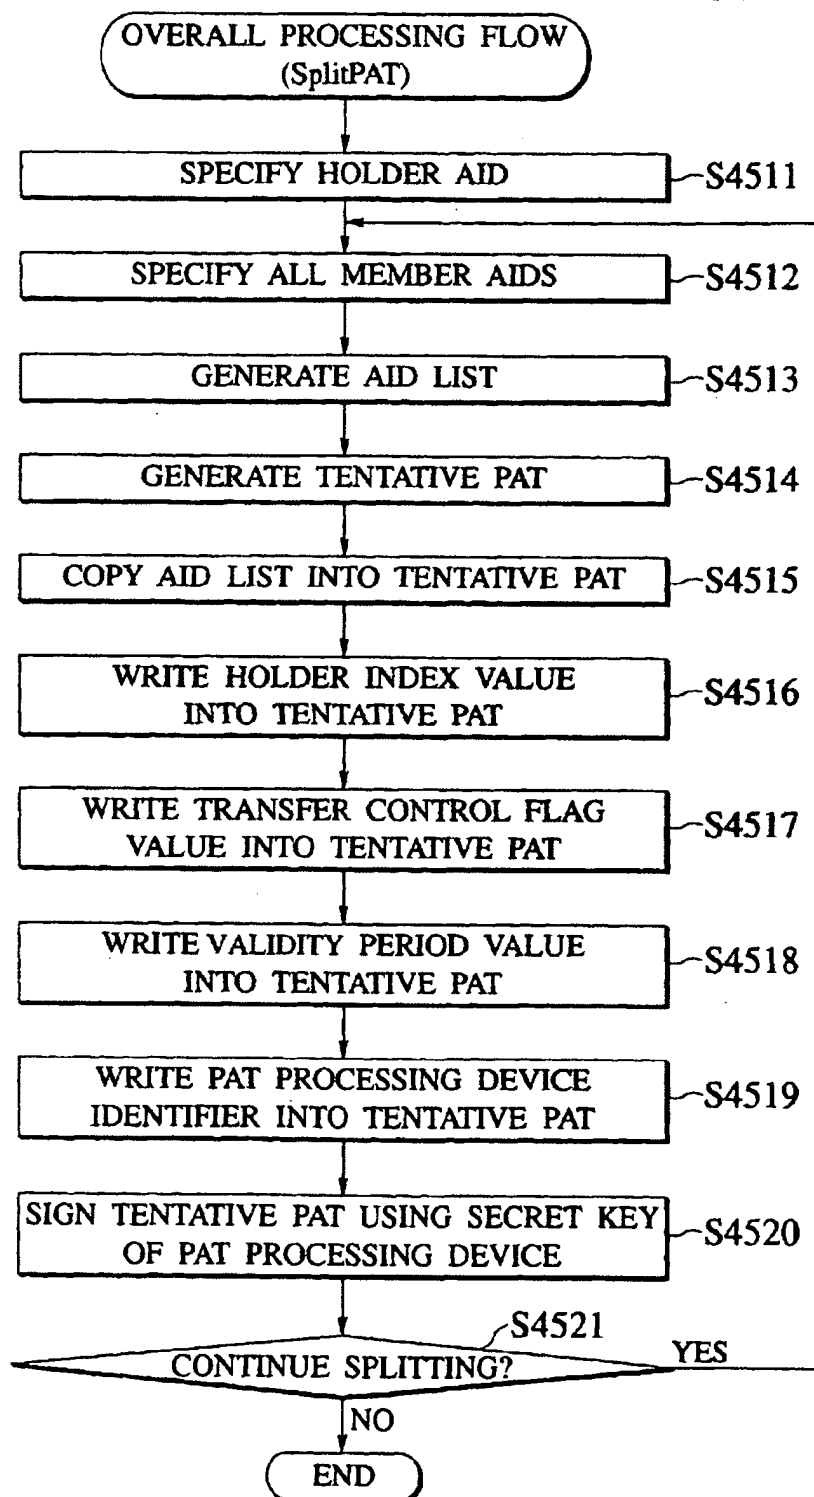 OVERALL PROCESSING FLOW
(SplitPAT)
SPECIFY HOLDER AID
S4511
SPECIFY ALL MEMBER AIDS
S4512
GENERATE AID LIST
S4513
GENERATE TENTATIVE PAT
S4514
COPY AID LIST INTO TENTATIVE PAT
S4515
WRITE HOLDER INDEX VALUE
INTO TENTATIVE PAT
S4516
WRITE TRANSFER CONTROL FLAG
VALUE INTO TENTATIVE PAT
S4517
WRITE VALIDITY PERIOD VALUE
INTO TENTATIVE PAT
S4518
WRITE PAT PROCESSING DEVICE
IDENTIFIER INTO TENTATIVE PAT
S4519
SIGN TENTATIVE PAT USING SECRET KEY
OF PAT PROCESSING DEVICE
S4520
S4521
CONTINUE SPLITTING?
YES
NO
END